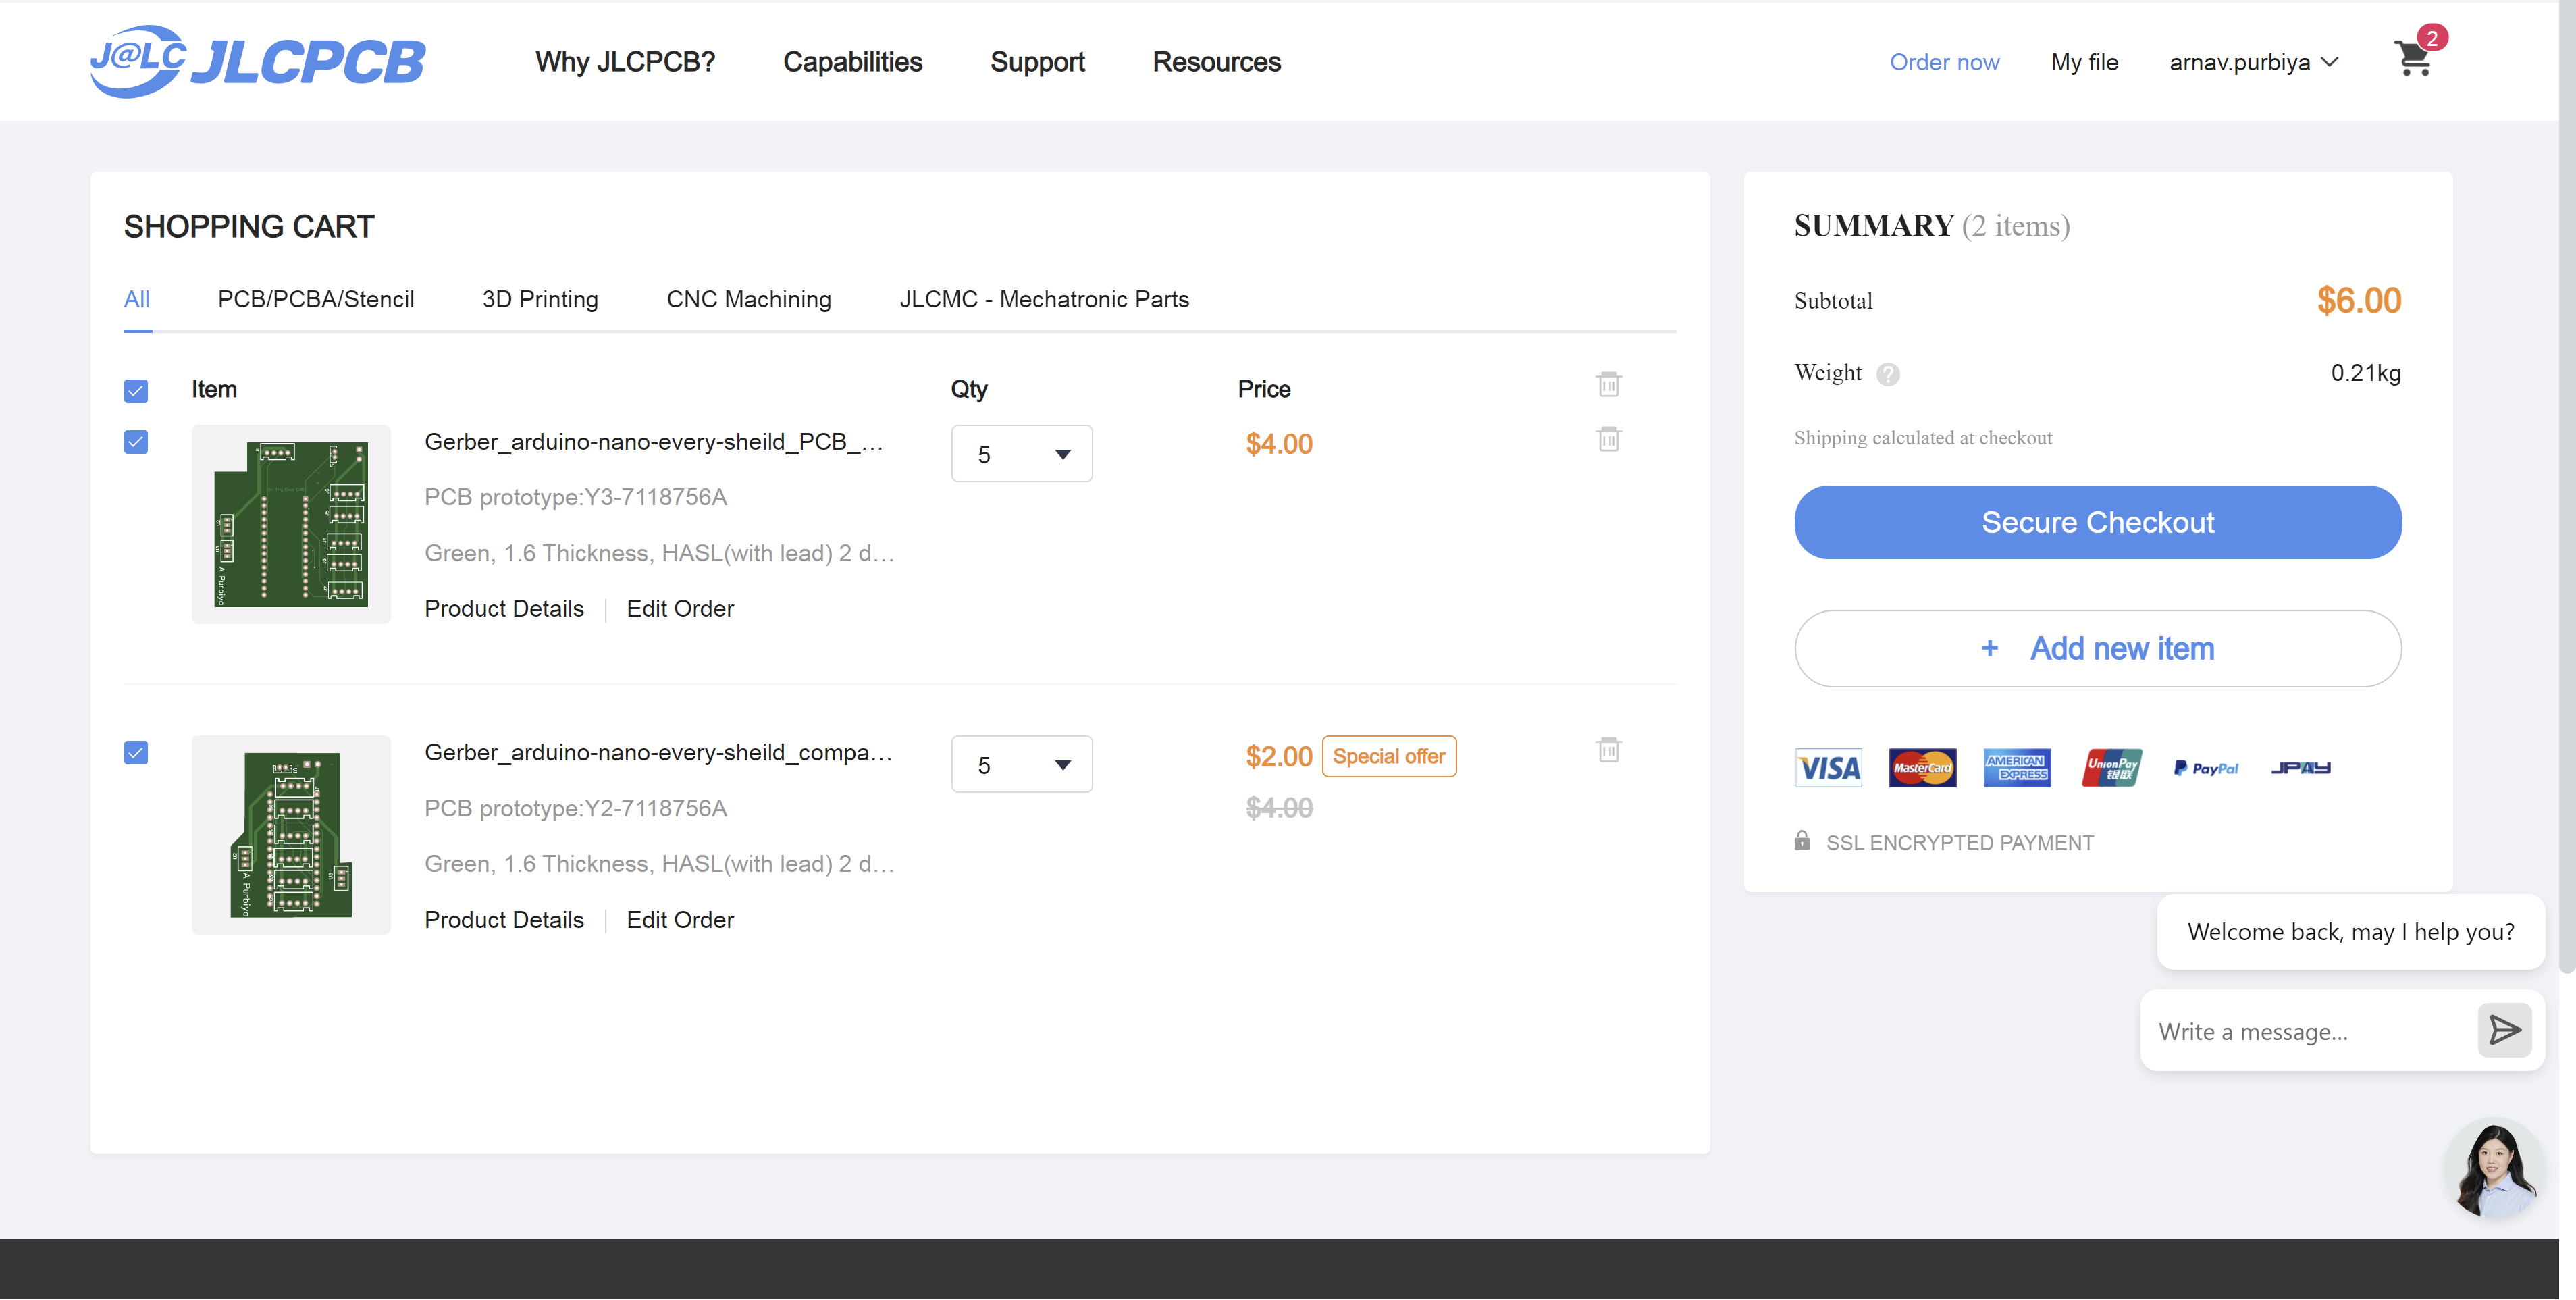 J@LC JLCPCB
Why JLCPCB?
Capabilities
Support
Resources
Order now
My file
arnav.purbiya
2
SHOPPING CART
All
PCB/PCBA/Stencil
3D Printing
CNC Machining
JLCMC - Mechatronic Parts
Item
Qty
Price
Gerber_arduino-nano-every-sheild_PCB_...
5
$4.00
PCB prototype:Y3-7118756A
Green, 1.6 Thickness, HASL(with lead) 2 d...
Product Details
Edit Order
A Purbiya
Gerber_arduino-nano-every-sheild_compa...
5
$2.00
Special offer
$4.00
PCB prototype:Y2-7118756A
Green, 1.6 Thickness, HASL(with lead) 2 d...
Product Details
Edit Order
A Purbiya
SUMMARY (2 items)
Subtotal
$6.00
Weight
?
0.21kg
Shipping calculated at checkout
Secure Checkout
+ Add new item
VISA
MasterCard
AMERICAN EXPRESS
UnionPay 银联
PayPal
JPAY
SSL ENCRYPTED PAYMENT
Welcome back, may I help you?
Write a message...